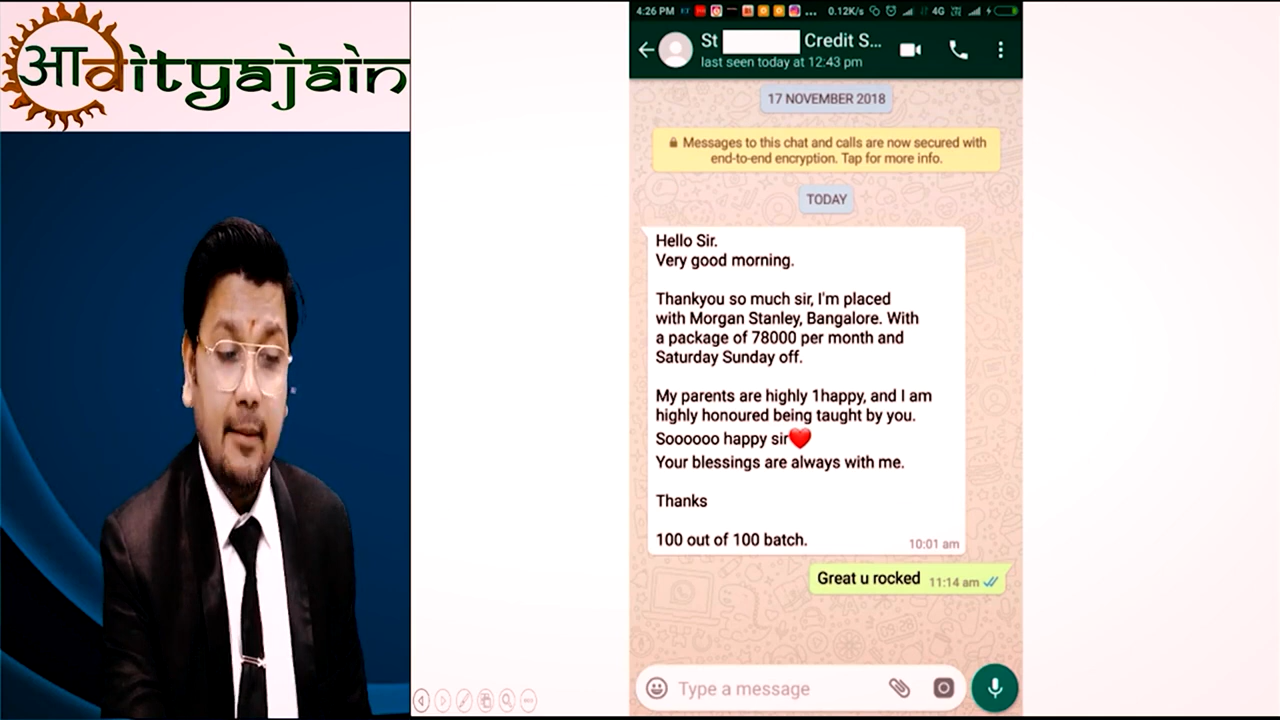 आdityajain
4:26 PM 0.12K/s 4G
St Credit S...
last seen today at 12:43 pm
17 NOVEMBER 2018
Messages to this chat and calls are now secured with
end-to-end encryption. Tap for more info.
TODAY
Hello Sir.
Very good morning.
Thankyou so much sir, I'm placed
with Morgan Stanley, Bangalore. With
a package of 78000 per month and
Saturday Sunday off.
My parents are highly 1happy, and I am
highly honoured being taught by you.
Soooooo happy sir❤️
Your blessings are always with me.
Thanks
100 out of 100 batch.
10:01 am
Great u rocked 11:14 am
Type a message